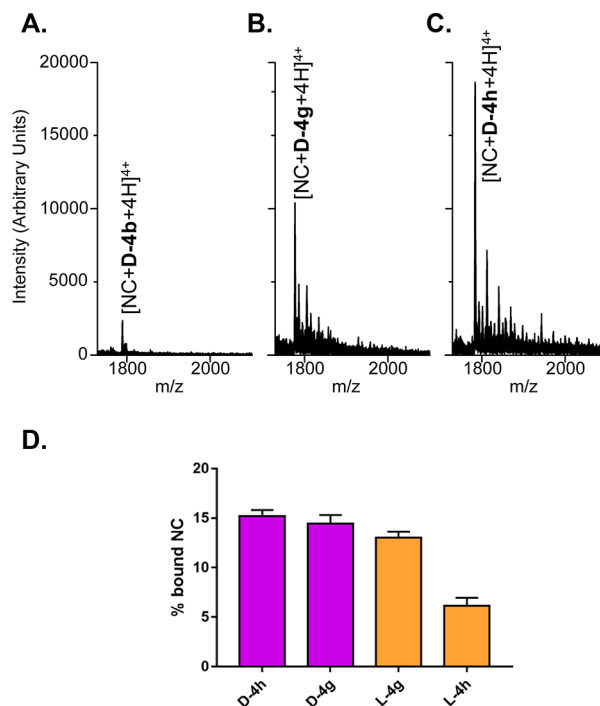 A.
B.
C.
20000
15000
10000
5000
0
Intensity (Arbitrary Units)
[NC+D-4b+4H]4+
1800
2000
m/z
[NC+D-4g+4H]4+
1800
2000
m/z
[NC+D-4h+4H]4+
1800
2000
m/z
D.
20
15
10
5
0
% bound NC
D-4h
D-4g
L-4g
L-4h